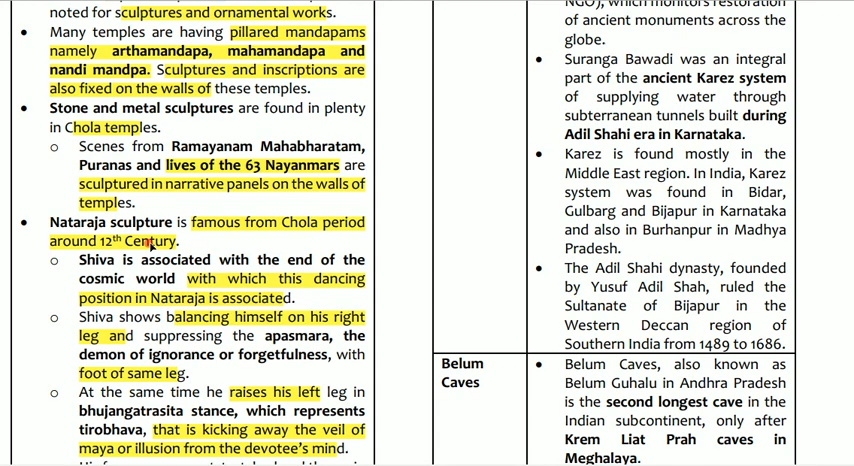 noted for sculptures and ornamental works.
• Many temples are having pillared mandapams
namely arthamandapa, mahamandapa and
nandi mandpa. Sculptures and inscriptions are
also fixed on the walls of these temples.
• Stone and metal sculptures are found in plenty
in Chola temples.
o Scenes from Ramayanam Mahabharatam,
Puranas and lives of the 63 Nayanmars are
sculptured in narrative panels on the walls of
temples.
• Nataraja sculpture is famous from Chola period
around 12th Century.
o Shiva is associated with the end of the
cosmic world with which this dancing
position in Nataraja is associated.
o Shiva shows balancing himself on his right
leg and suppressing the apasmara, the
demon of ignorance or forgetfulness, with
foot of same leg.
o At the same time he raises his left leg in
bhujangatrasita stance, which represents
tirobhava, that is kicking away the veil of
maya or illusion from the devotee's mind.
NGO), which monitors restoration
of ancient monuments across the
globe.
• Suranga Bawadi was an integral
part of the ancient Karez system
of supplying water through
subterranean tunnels built during
Adil Shahi era in Karnataka.
• Karez is found mostly in the
Middle East region. In India, Karez
system was found in Bidar,
Gulbarg and Bijapur in Karnataka
and also in Burhanpur in Madhya
Pradesh.
• The Adil Shahi dynasty, founded
by Yusuf Adil Shah, ruled the
Sultanate of Bijapur in the
Western Deccan region of
Southern India from 1489 to 1686.
Belum
Caves
• Belum Caves, also known as
Belum Guhalu in Andhra Pradesh
is the second longest cave in the
Indian subcontinent, only after
Krem Liat Prah caves in
Meghalaya.